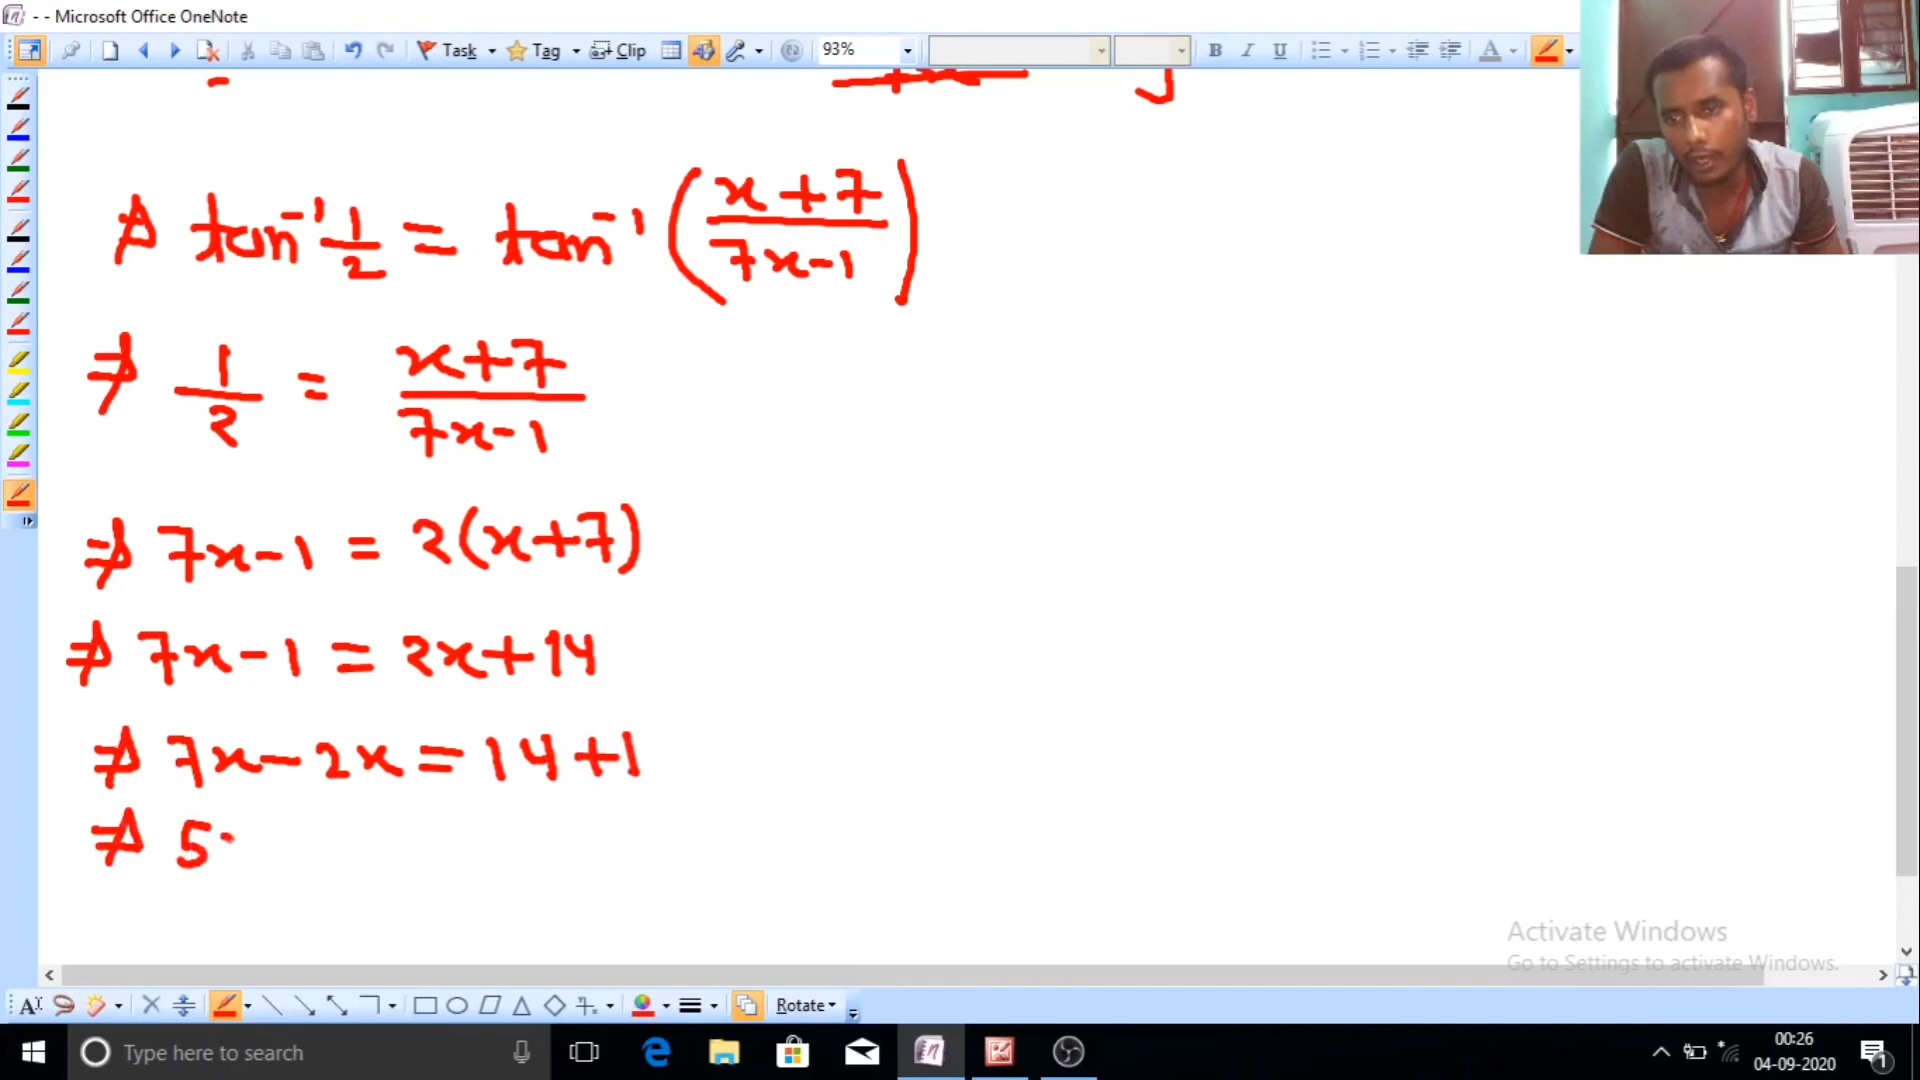 - - Microsoft Office OneNote
Task Tag Clip 93% B I U A
⇒ tan⁻¹ 1/2 = tan⁻¹ (x+7/7x-1)
⇒ 1/2 = x+7/7x-1
⇒ 7x-1 = 2(x+7)
⇒ 7x-1 = 2x+14
⇒ 7x-2x = 14+1
⇒ 5
Activate Windows
Go to Settings to activate Windows.
Rotate
Type here to search
00:26
04-09-2020
1